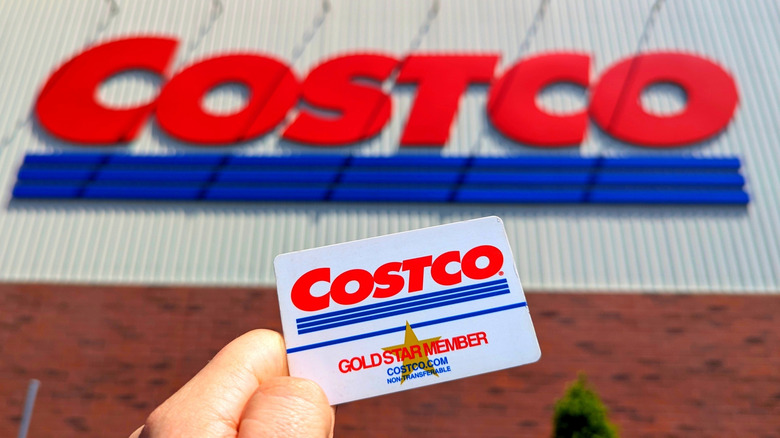 COSTCO
COSTCO®
GOLD STAR MEMBER
COSTCO.COM
NON-TRANSFERABLE